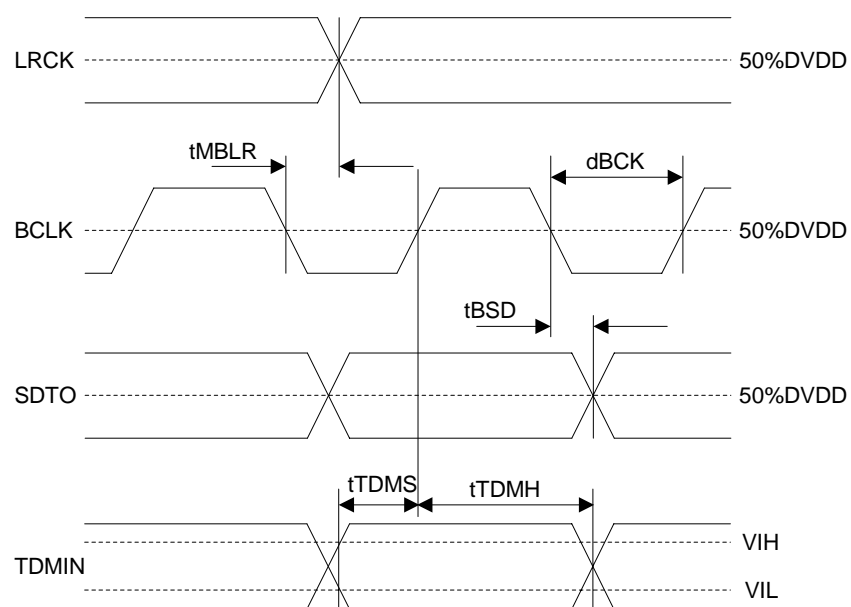 LRCK
50%DVDD
tMBLR
dBCK
BCLK
50%DVDD
tBSD
SDTO
50%DVDD
tTDMS
tTDMH
VIH
TDMIN
VIL